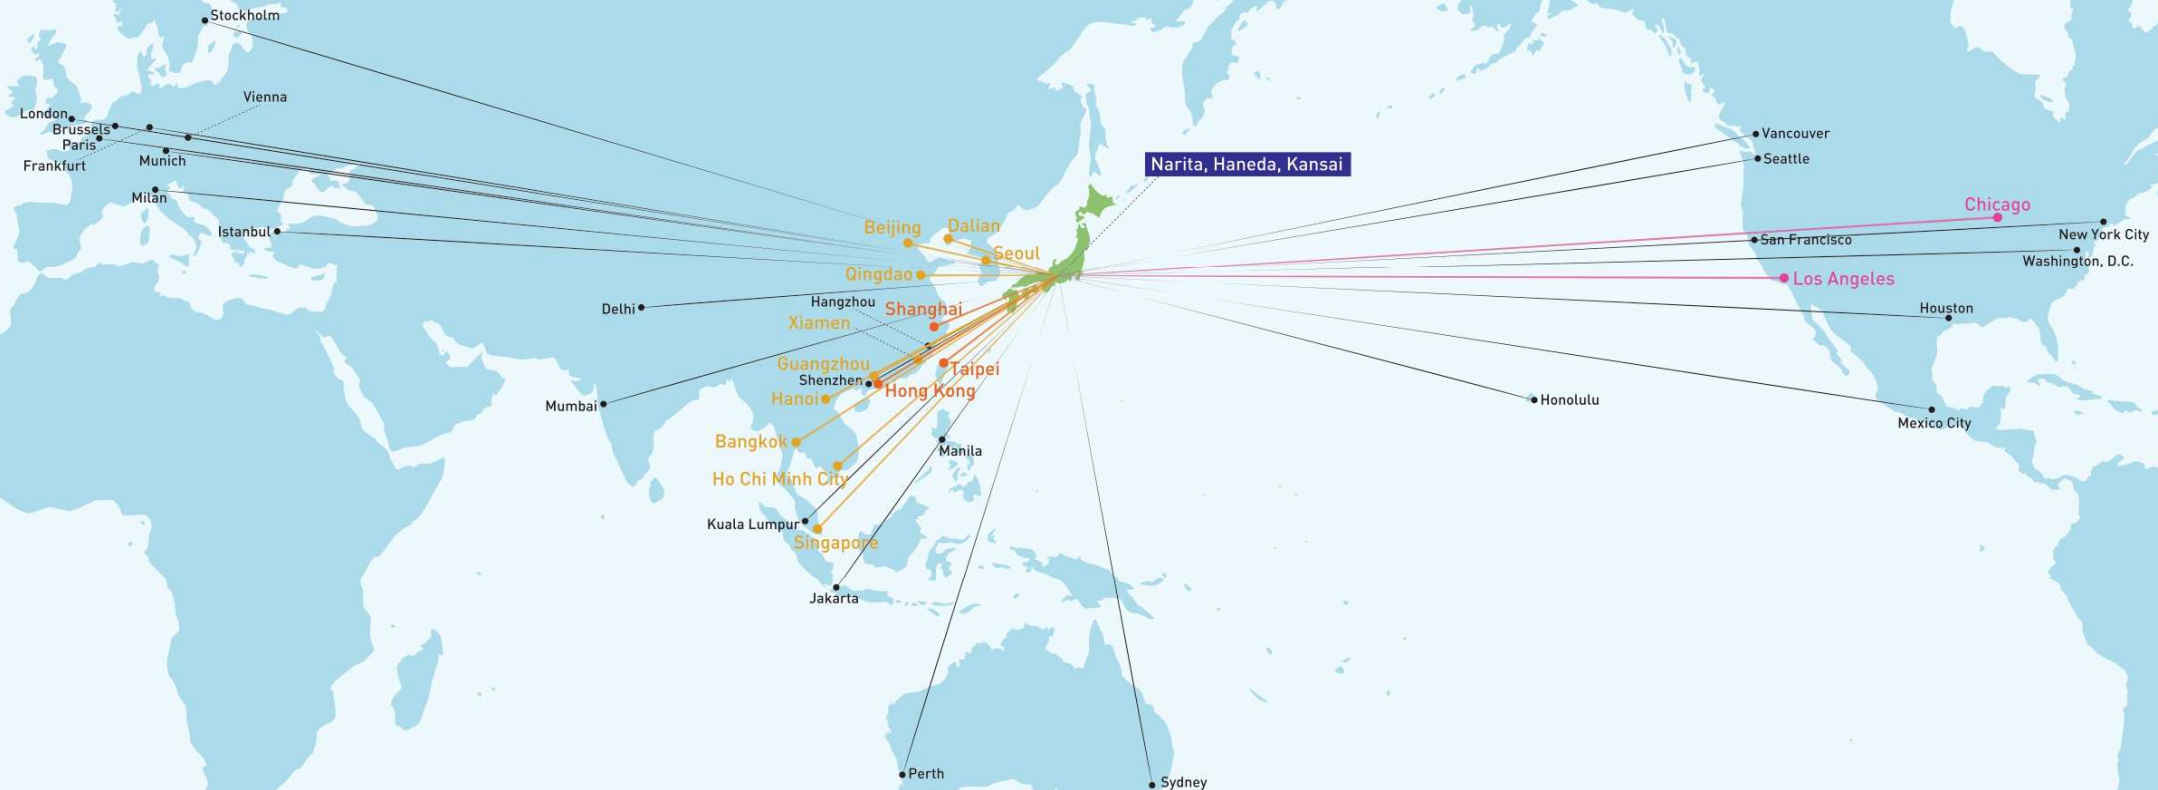 Stockholm
Vienna
London
Brussels
Paris
Frankfurt
Munich
Milan
Istanbul
Narita, Haneda, Kansai
Vancouver
Seattle
Chicago
New York City
San Francisco
Washington, D.C.
Los Angeles
Houston
Beijing
Dalian
Seoul
Qingdao
Delhi
Hangzhou
Shanghai
Xiamen
Guangzhou
Taipei
Shenzhen
Hong Kong
Hanoi
Mumbai
Honolulu
Mexico City
Bangkok
Manila
Ho Chi Minh City
Kuala Lumpur
Singapore
Jakarta
Perth
Sydney